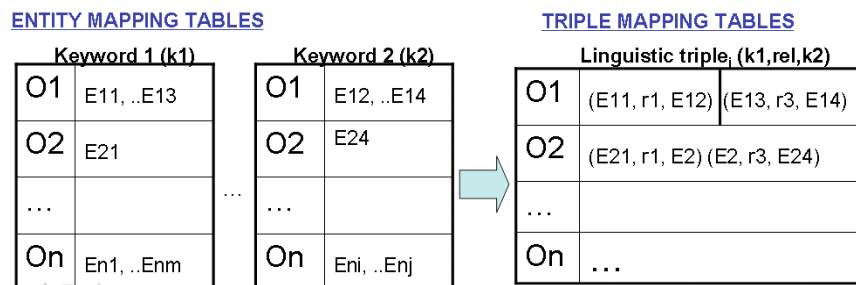 ENTITY MAPPING TABLES
TRIPLE MAPPING TABLES
Keyword 1 (k1)
Keyword 2 (k2)
Linguistic tripleᵢ (k1,rel,k2)
O1 E11, ..E13
O2 E21
...
On En1, ..Enm
...
O1 E12, ..E14
O2 E24
...
On Eni, ..Enj
O1 (E11, r1, E12) (E13, r3, E14)
O2 (E21, r1, E2) (E2, r3, E24)
...
On ...